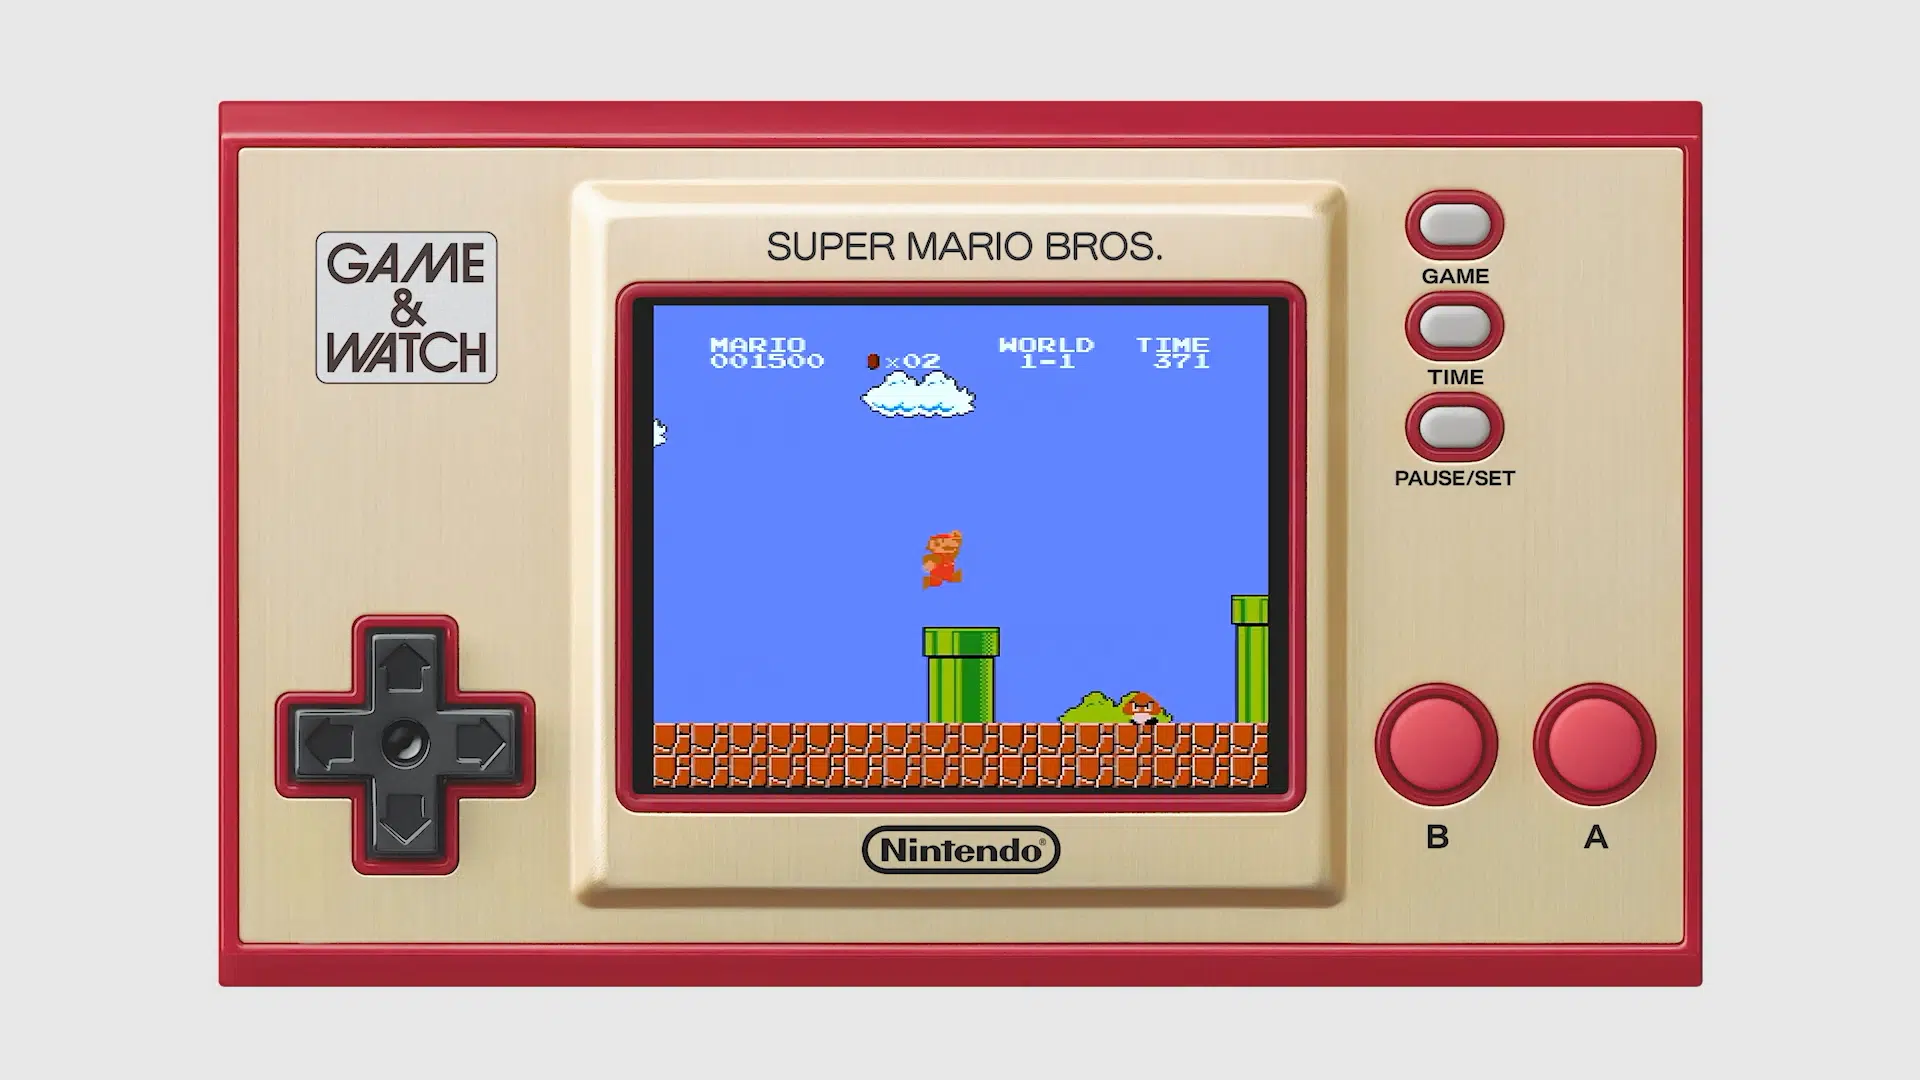 GAME
&
WATCH
SUPER MARIO BROS.
MARIO WORLD TIME
001500 ×02 1-1 371
Nintendo®
GAME
TIME
PAUSE/SET
B A